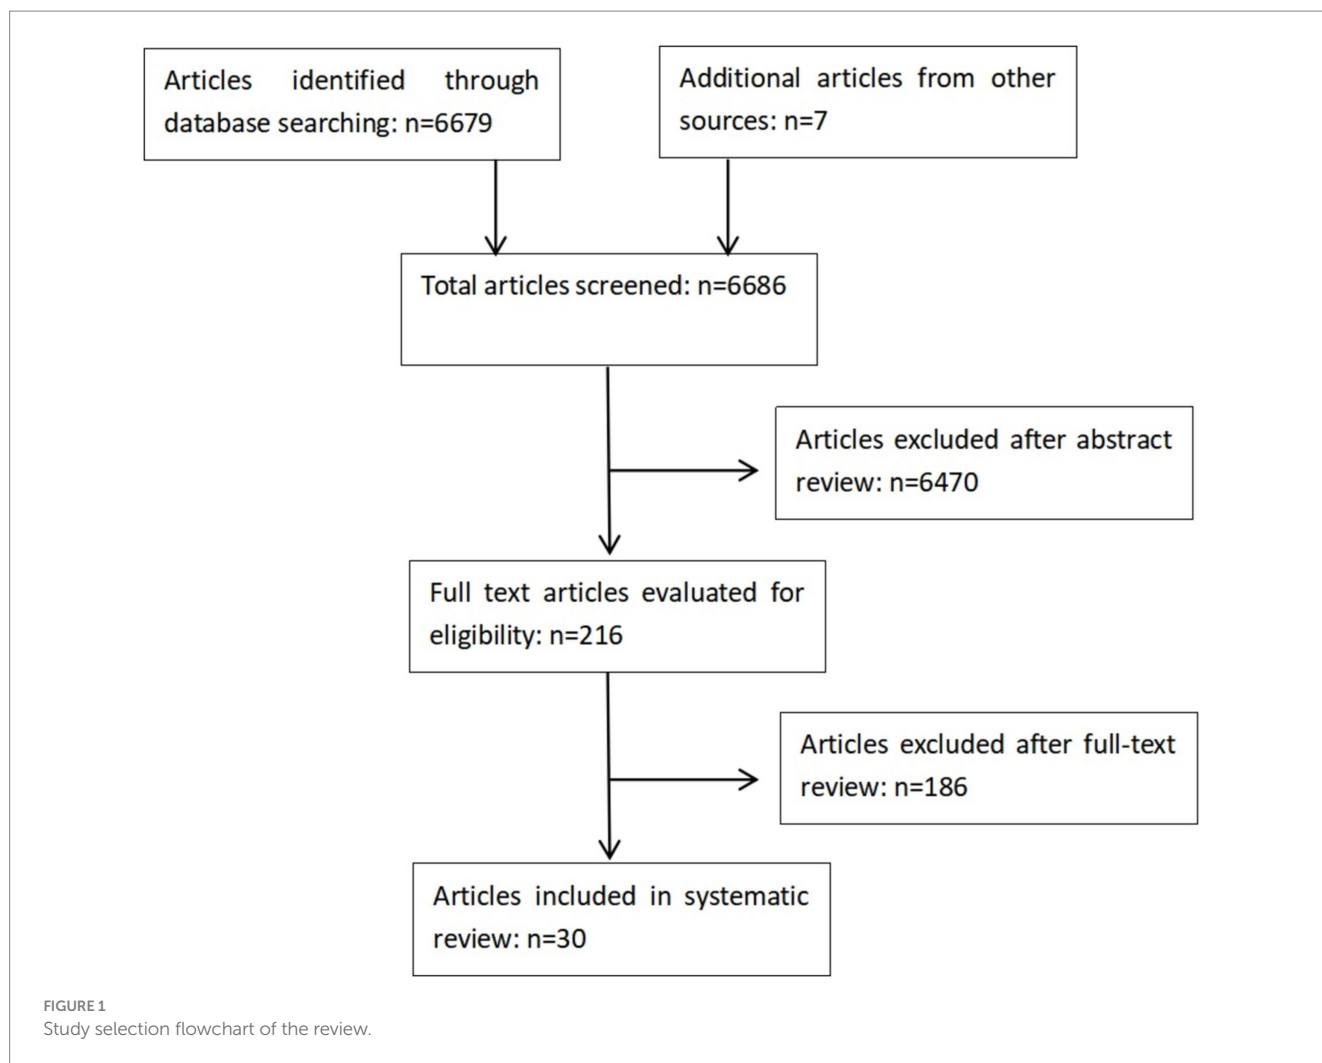 Articles identified through
database searching: n=6679
Additional articles from other
sources: n=7
Total articles screened: n=6686
Articles excluded after abstract
review: n=6470
Full text articles evaluated for
eligibility: n=216
Articles excluded after full-text
review: n=186
Articles included in systematic
review: n=30
FIGURE 1
Study selection flowchart of the review.